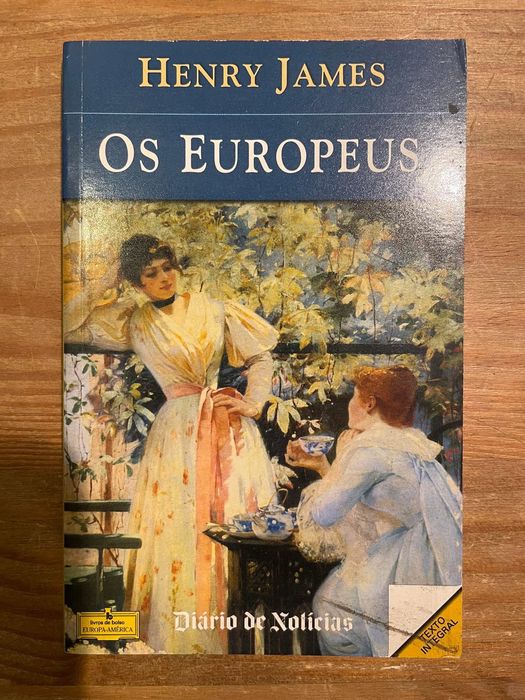 HENRY JAMES
OS EUROPEUS
livros de bolso
EUROPA-AMÉRICA
Diário de Notícias
TEXTO
INTEGRAL